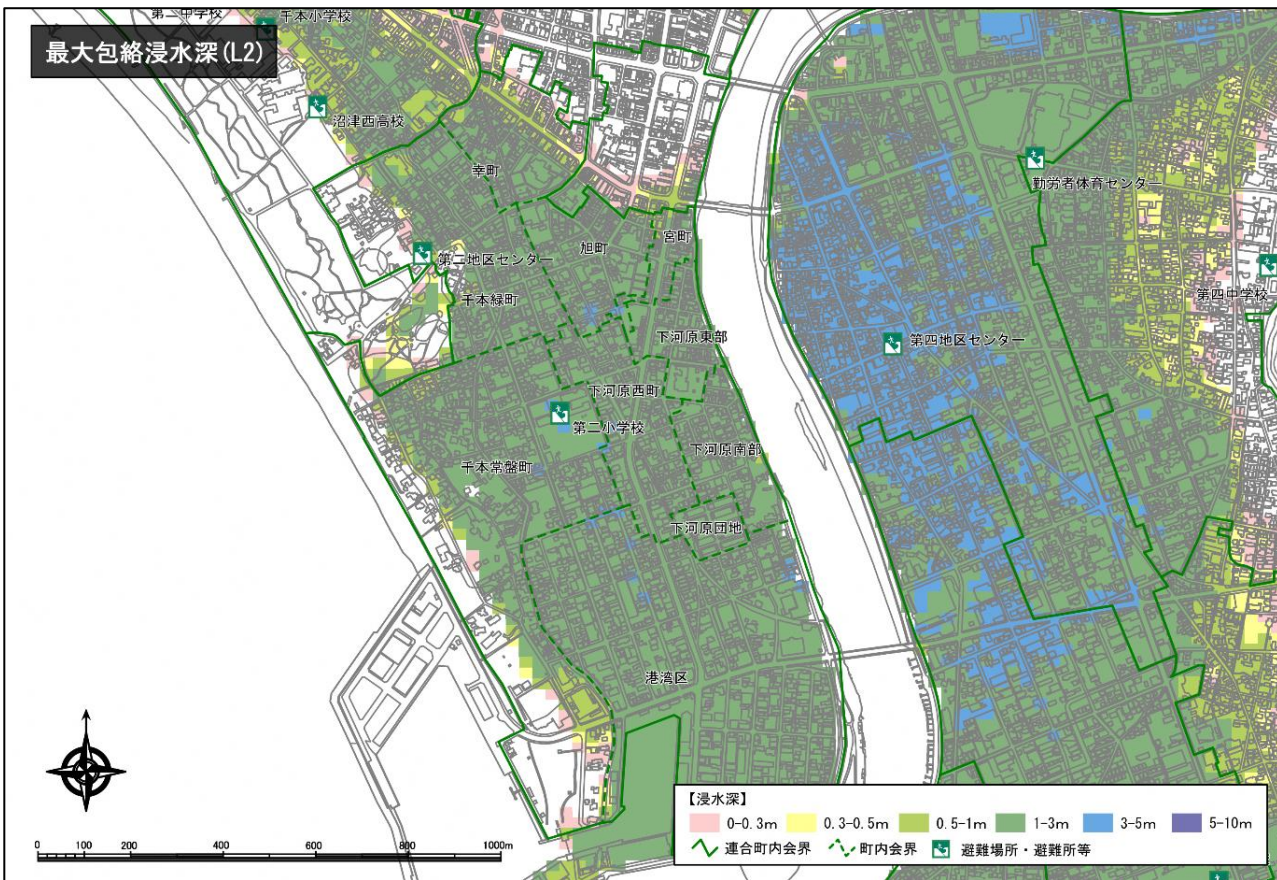 最大包絡浸水深(L2)
第二中学校
千本小学校
沼津西高校
幸町
勤労者体育センター
宮町
旭町
第二地区センター
第四中学校
千本緑町
下河原東部
第四地区センター
下河原西町
第二小学校
下河原南部
千本常盤町
下河原団地
港湾区
【浸水深】
0-0.3m 0.3-0.5m 0.5-1m 1-3m 3-5m 5-10m
連合町内会界 町内会界 避難場所・避難所等
0 100 200 400 600 800 1000m